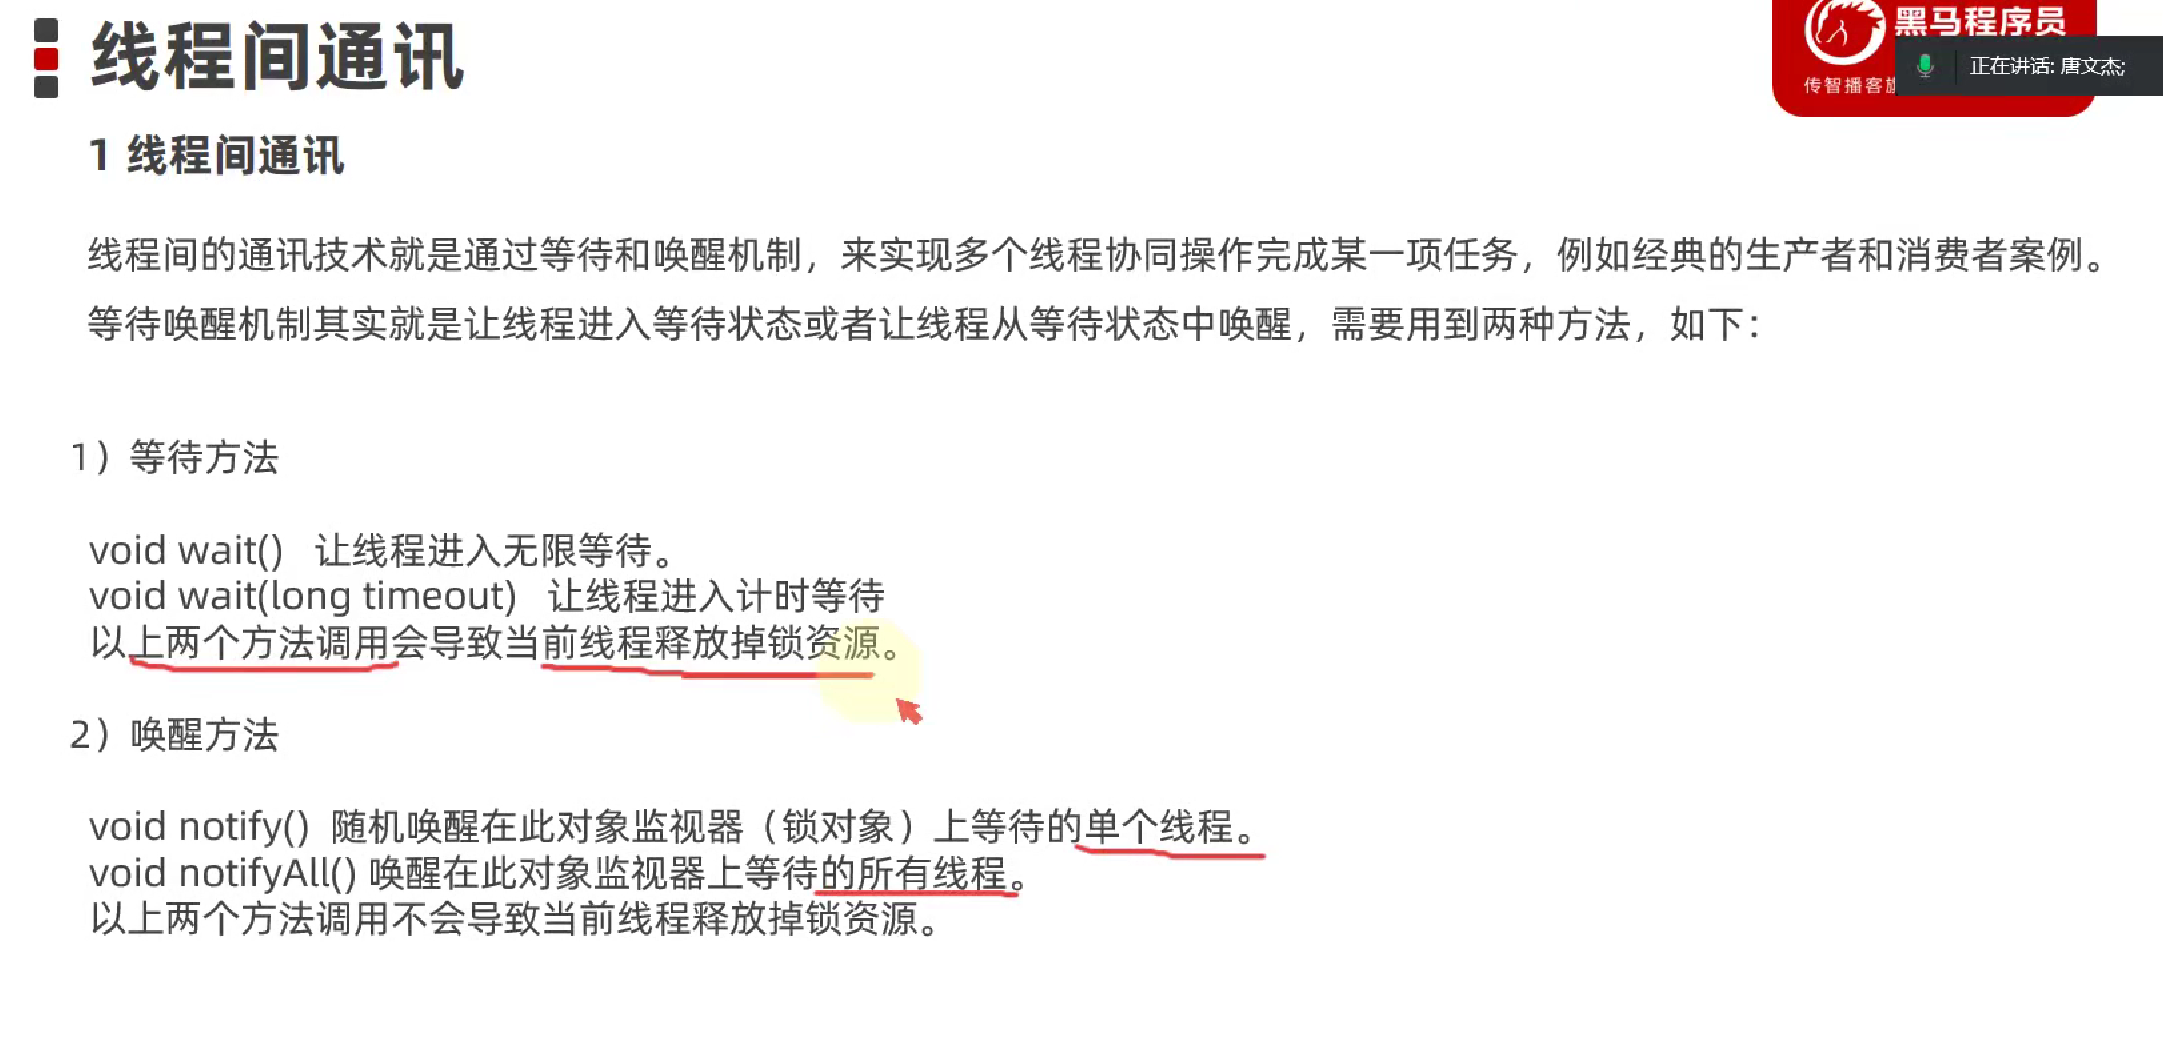 线程间通讯
黑马程序员
正在讲话: 唐文杰;
传智播客旗
1 线程间通讯
线程间的通讯技术就是通过等待和唤醒机制，来实现多个线程协同操作完成某一项任务，例如经典的生产者和消费者案例。
等待唤醒机制其实就是让线程进入等待状态或者让线程从等待状态中唤醒，需要用到两种方法，如下：
1）等待方法
void wait() 让线程进入无限等待。
void wait(long timeout) 让线程进入计时等待
以上两个方法调用会导致当前线程释放掉锁资源。
2）唤醒方法
void notify() 随机唤醒在此对象监视器（锁对象）上等待的单个线程。
void notifyAll() 唤醒在此对象监视器上等待的所有线程。
以上两个方法调用不会导致当前线程释放掉锁资源。